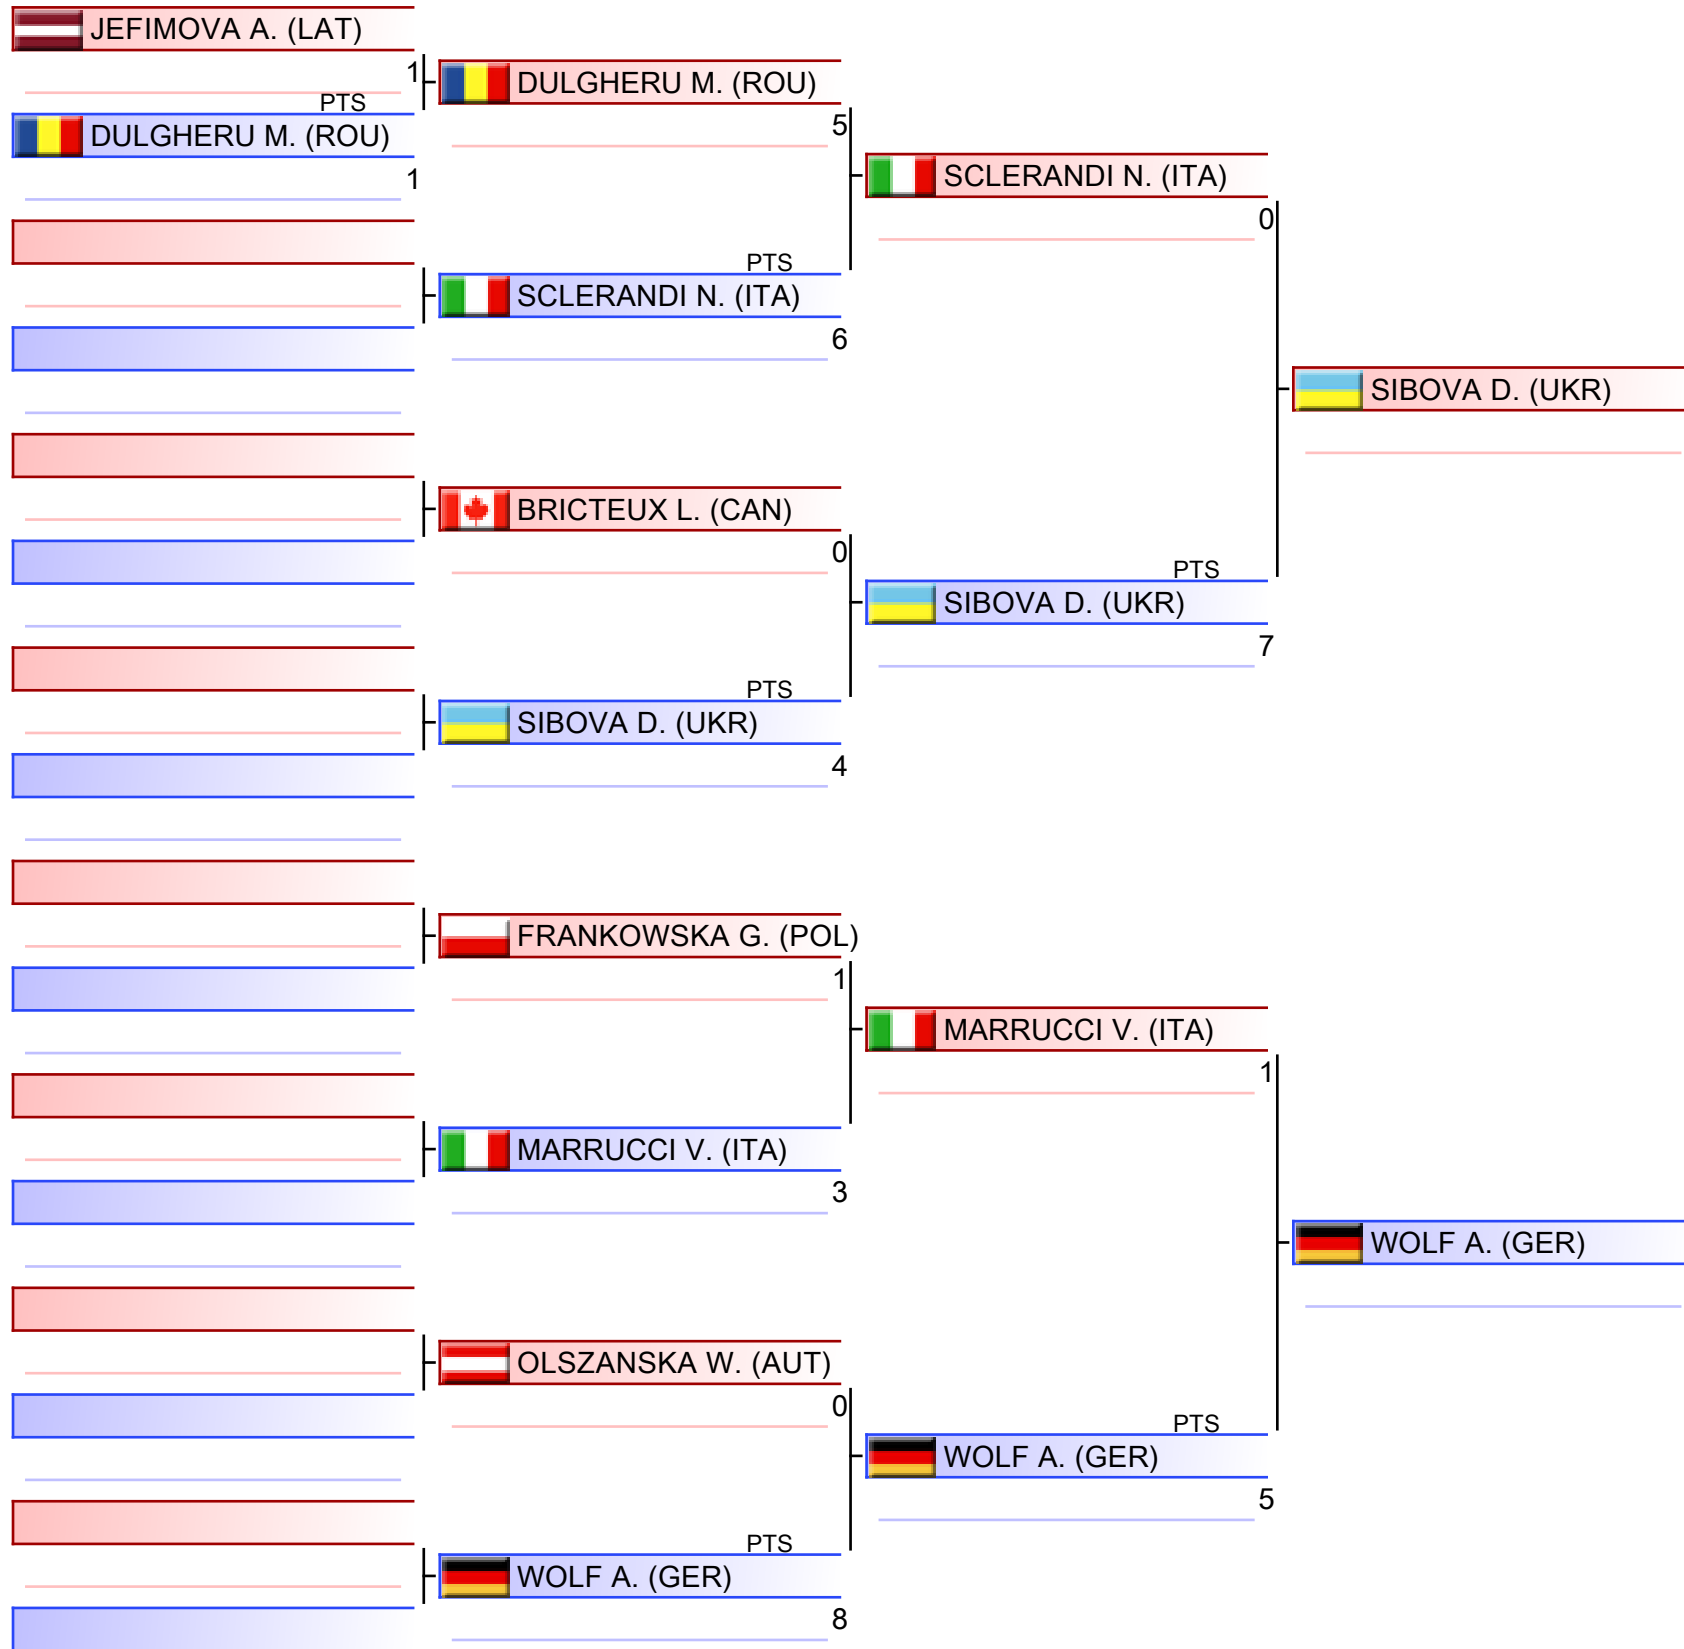 JEFIMOVA A. (LAT)
1
PTS
DULGHERU M. (ROU)
1
DULGHERU M. (ROU)
5
PTS
SCLERANDI N. (ITA)
6
BRICTEUX L. (CAN)
0
PTS
SIBOVA D. (UKR)
4
FRANKOWSKA G. (POL)
1
MARRUCCI V. (ITA)
3
OLSZANSKA W. (AUT)
0
PTS
WOLF A. (GER)
8
SCLERANDI N. (ITA)
0
PTS
SIBOVA D. (UKR)
7
MARRUCCI V. (ITA)
1
PTS
WOLF A. (GER)
5
SIBOVA D. (UKR)
WOLF A. (GER)